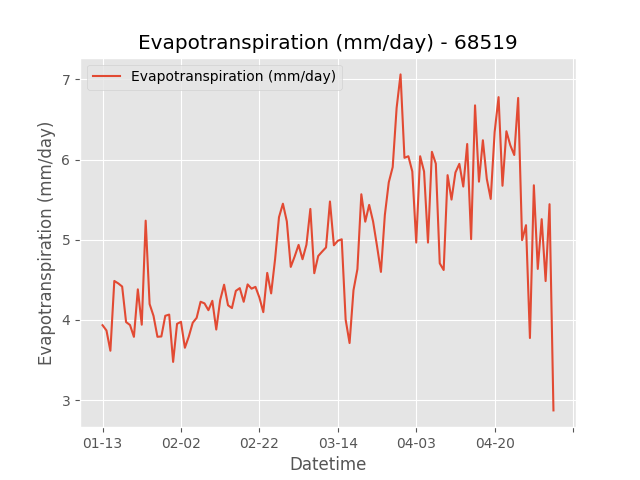 Evapotranspiration (mm/day) - 68519
Evapotranspiration (mm/day)
Evapotranspiration (mm/day)
7
6
5
4
3
01-13 02-02 02-22 03-14 04-03 04-20
Datetime